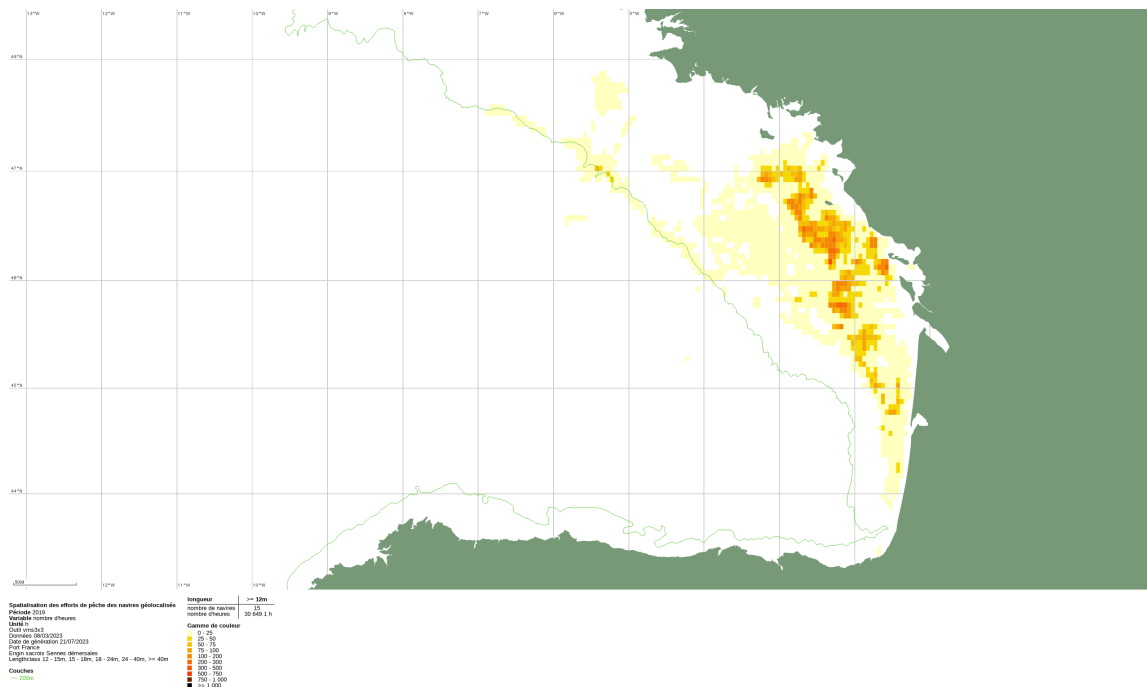 13°W 12°W 11°W 10°W 9°W 8°W 7°W 6°W 5°W
48°N
47°N
46°N
45°N
44°N
50M 12°W 11°W 10°W
Spatialisation des efforts de pêche des navires géolocalisés
Période 2019
Variable nombre d'heures
Unité h
Outil vms3x3
Données 08/03/2023
Date de génération 21/07/2023
Port France
Engin sacrois Sennes démersales
Lengthclass 12 - 15m, 15 - 18m, 18 - 24m, 24 - 40m, >= 40m
Couches
200m
longueur >= 12m
nombre de navires 15
nombre d'heures 30 649.1 h
Gamme de couleur
0 - 25
25 - 50
50 - 75
75 - 100
100 - 200
200 - 300
300 - 500
500 - 750
750 - 1 000
>= 1 000